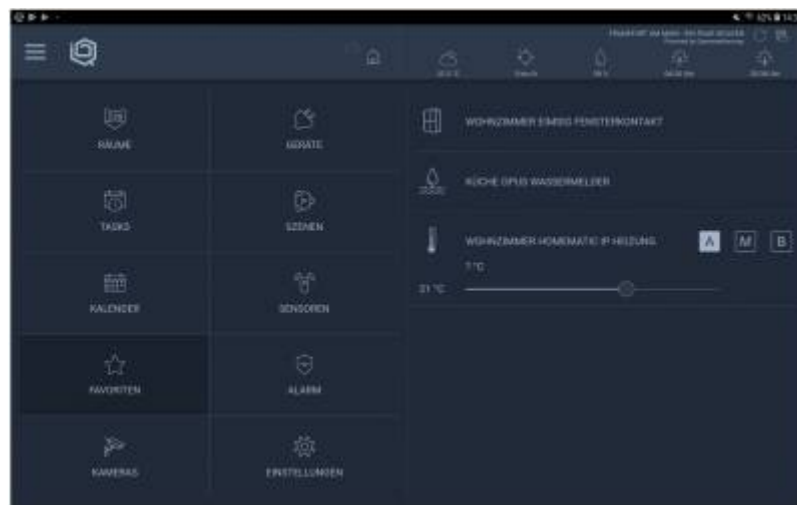 RÄUME
GERÄTE
TASKS
SZENEN
KALENDER
SENSOREN
FAVORITEN
ALARM
KAMERAS
EINSTELLUNGEN
WOHNZIMMER EIMSIG FENSTERKONTAKT
KÜCHE OPUS WASSERMELDER
WOHNZIMMER HOMEMATIC IP HEIZUNG
A M B
? °C
21 °C